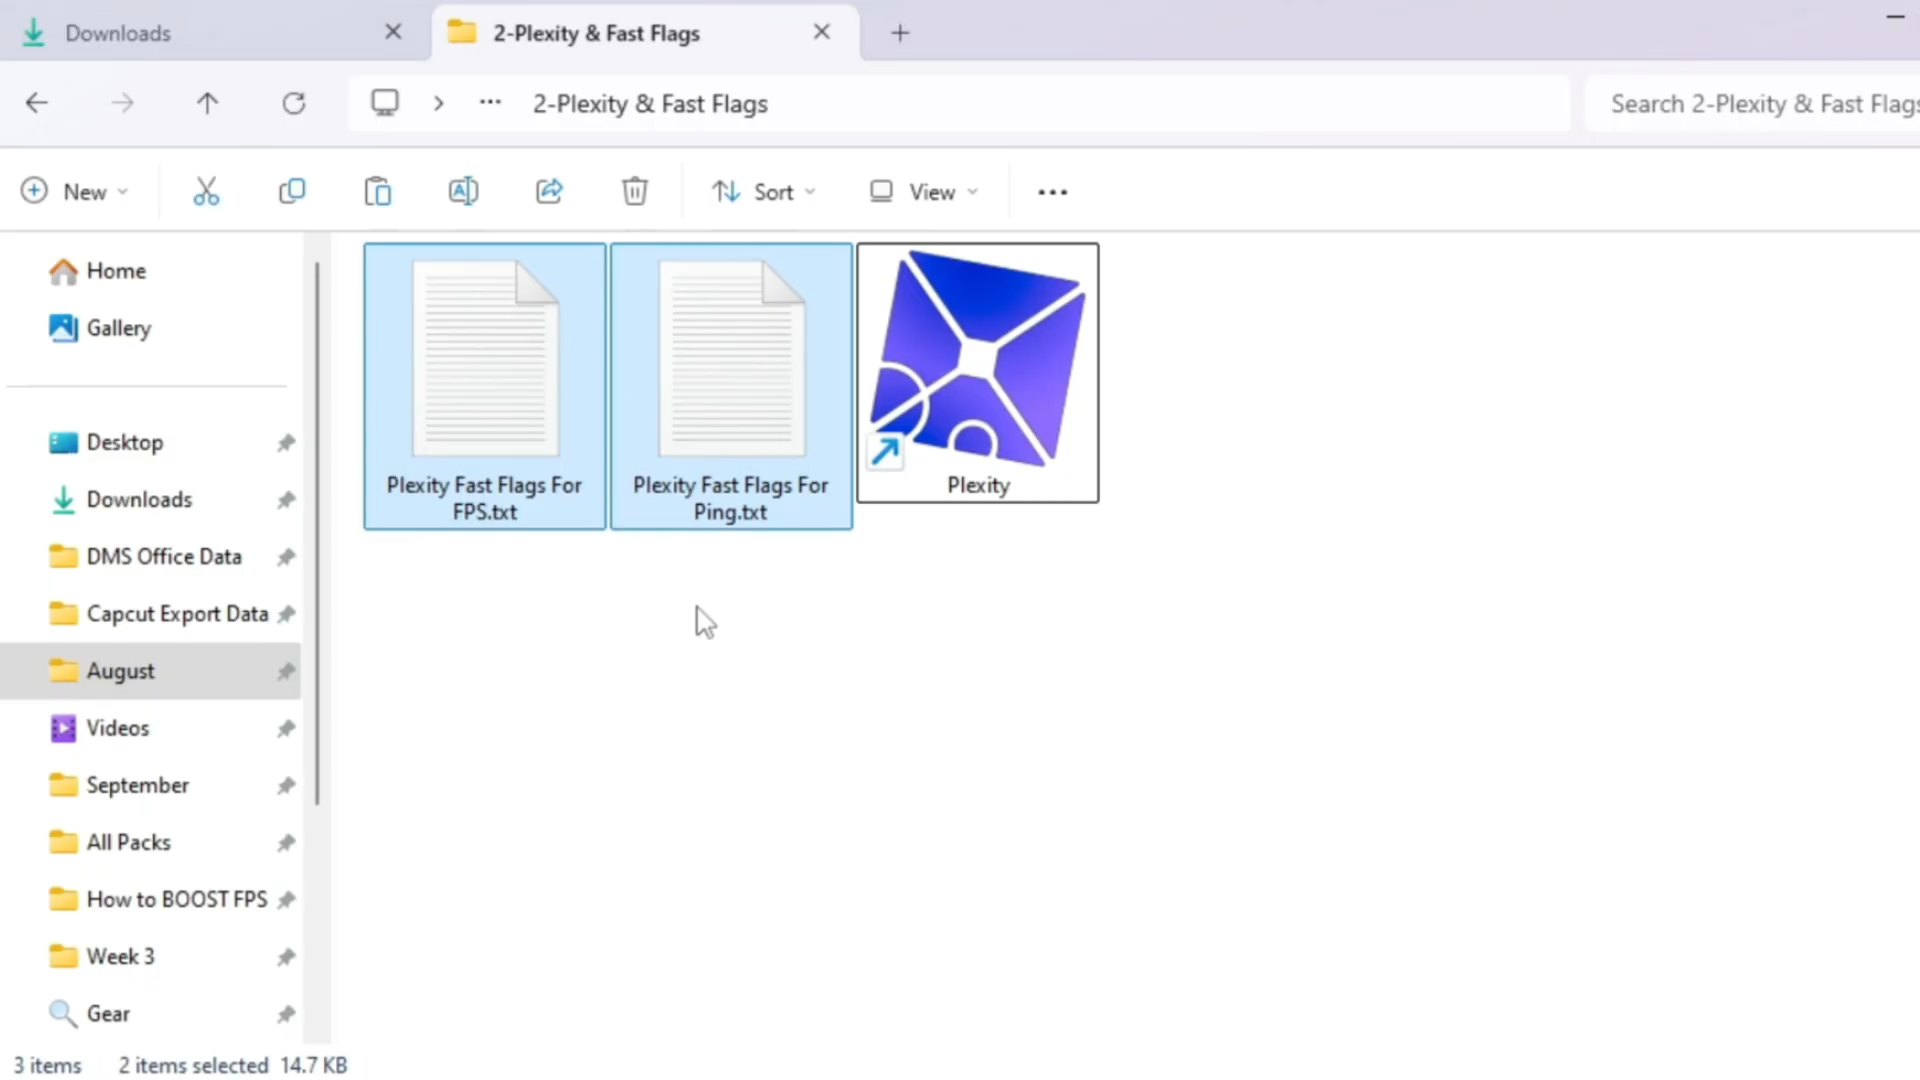 Downloads
2-Plexity & Fast Flags
2-Plexity & Fast Flags
Search 2-Plexity & Fast Flags
New
Sort
View
Home
Gallery
Desktop
Downloads
DMS Office Data
Capcut Export Data
August
Videos
September
All Packs
How to BOOST FPS
Week 3
Gear
Plexity Fast Flags For
FPS.txt
Plexity Fast Flags For
Ping.txt
Plexity
3 items
2 items selected 14.7 KB